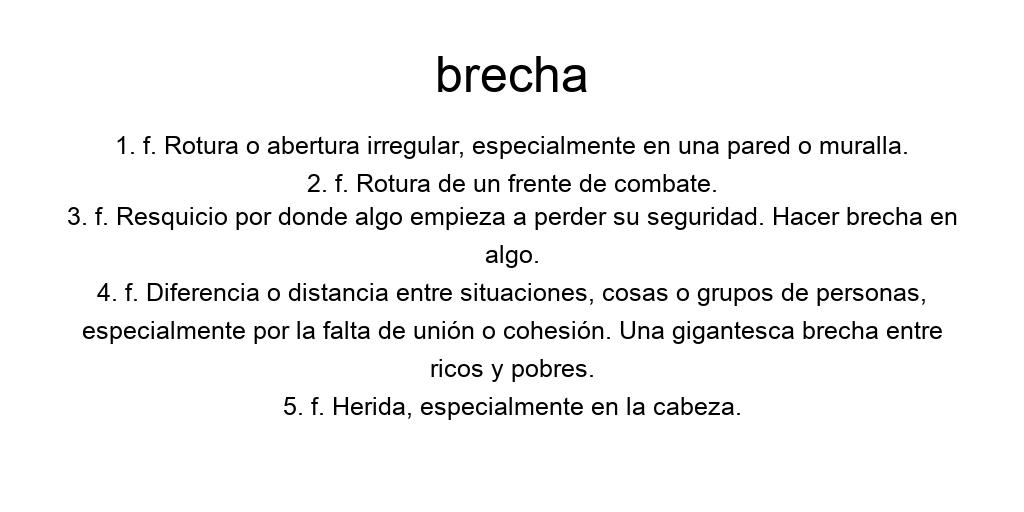 brecha
1. f. Rotura o abertura irregular, especialmente en una pared o muralla.
2. f. Rotura de un frente de combate.
3. f. Resquicio por donde algo empieza a perder su seguridad. Hacer brecha en
algo.
4. f. Diferencia o distancia entre situaciones, cosas o grupos de personas,
especialmente por la falta de unión o cohesión. Una gigantesca brecha entre
ricos y pobres.
5. f. Herida, especialmente en la cabeza.